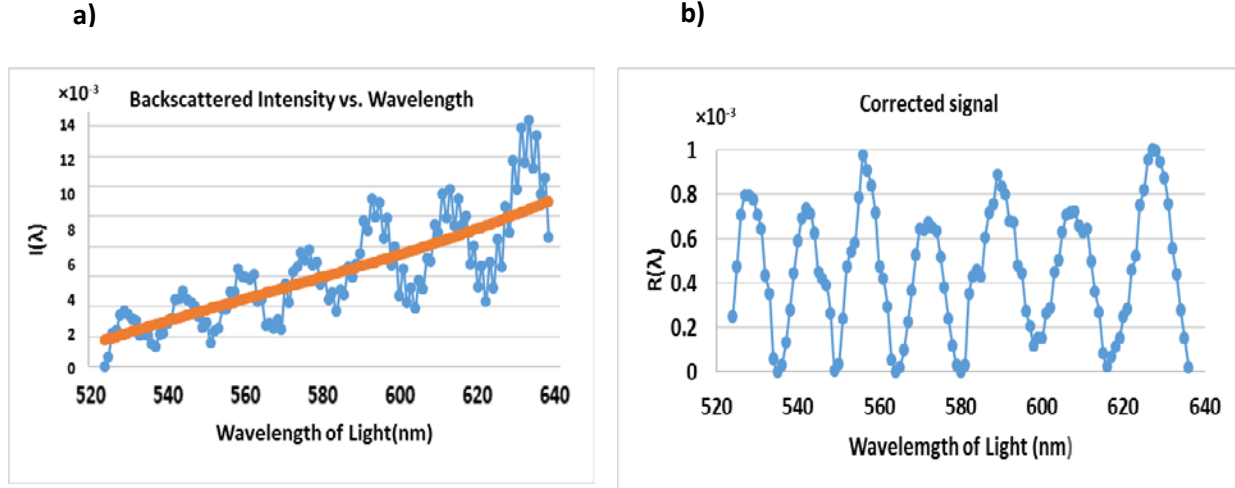 a)
b)
×10-3
Backscattered Intensity vs. Wavelength
14
12
10
8
6
4
2
0
I(λ)
520 540 560 580 600 620 640
Wavelength of Light(nm)
×10-3
Corrected signal
1
0.8
0.6
0.4
0.2
0
R(λ)
520 540 560 580 600 620 640
Wavelemgth of Light (nm)